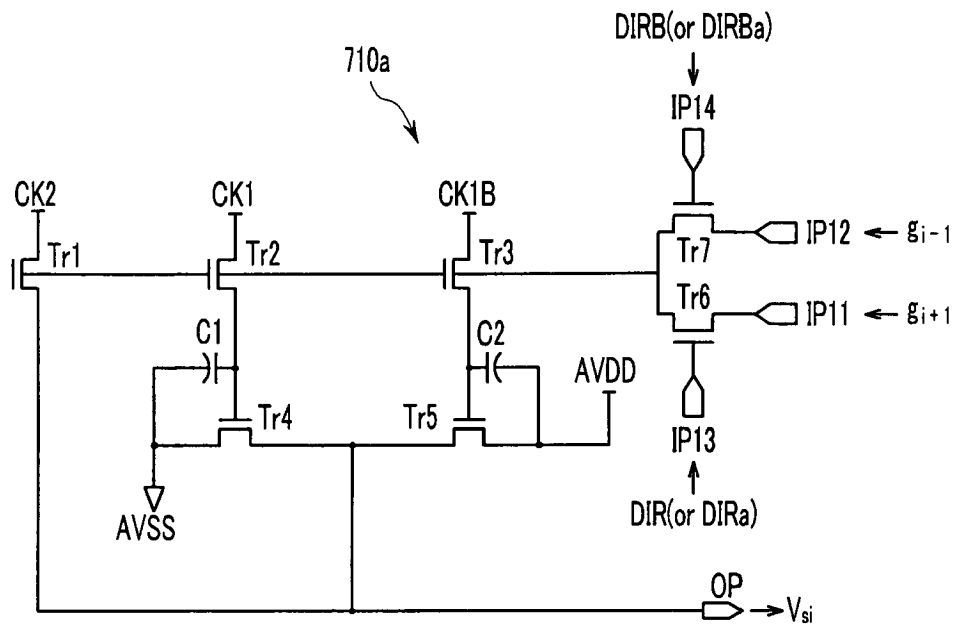 DIRB(or DIRBa)
710a
IP14
CK2
CK1
CK1B
Tr1
Tr2
Tr3
Tr7
IP12
gi-1
Tr6
IP11
gi+1
C1
C2
AVDD
Tr4
Tr5
IP13
AVSS
DIR(or DIRa)
OP
Vsi